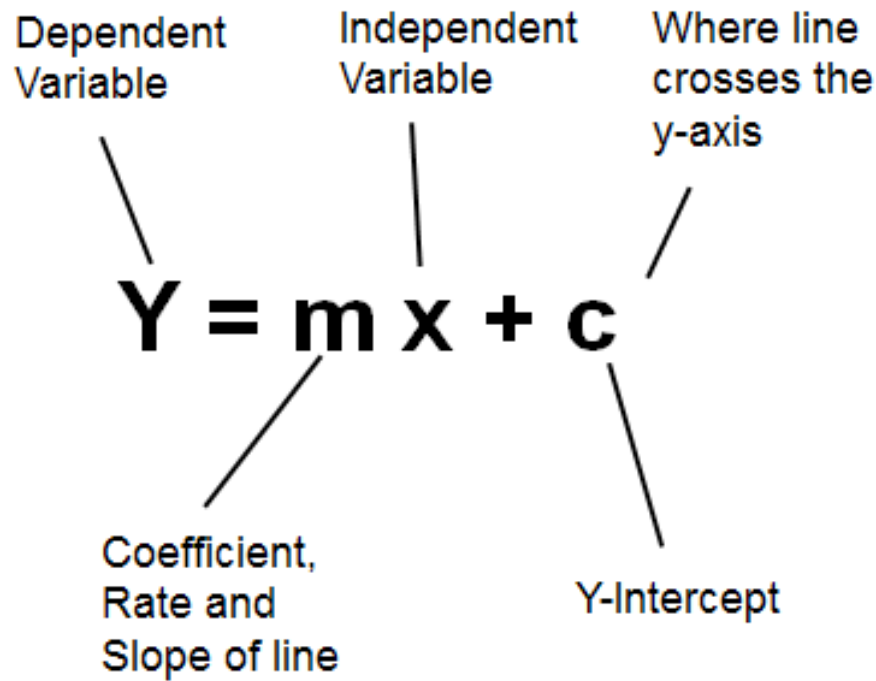 Dependent
Variable
Independent
Variable
Where line
crosses the
y-axis
Y = m x + c
Coefficient,
Rate and
Slope of line
Y-Intercept